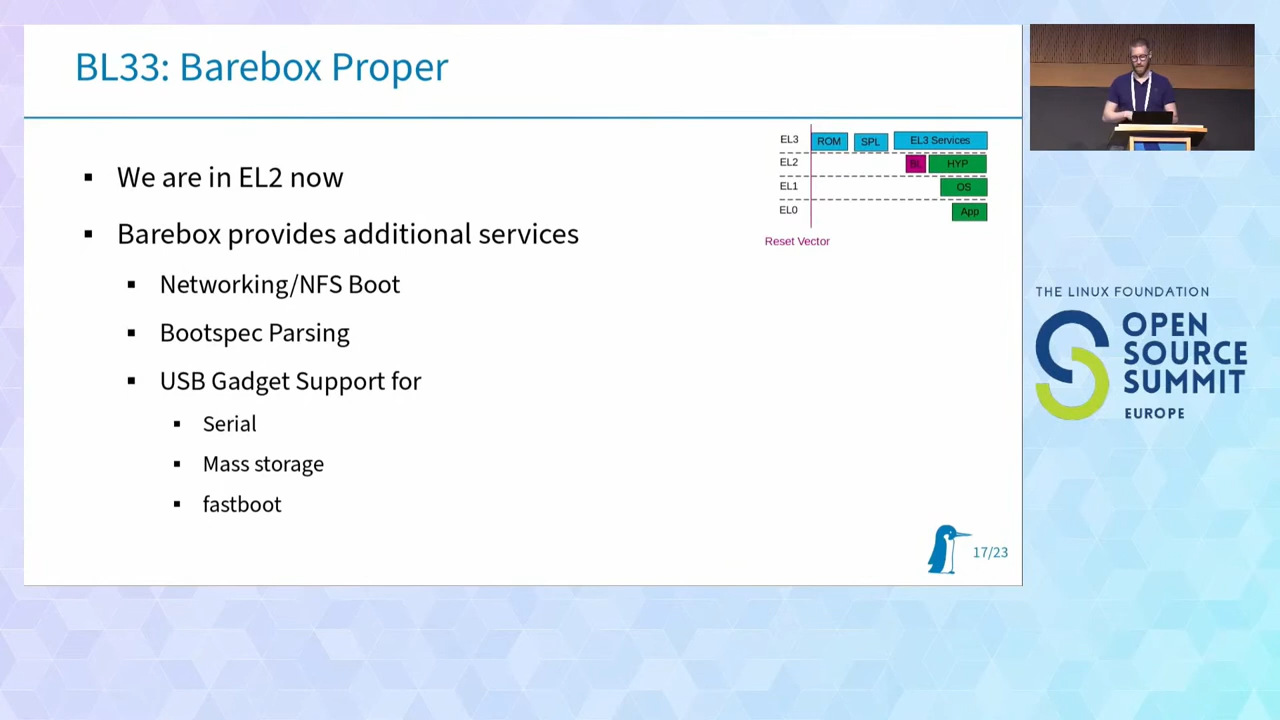 BL33: Barebox Proper
We are in EL2 now
Barebox provides additional services
Networking/NFS Boot
Bootspec Parsing
USB Gadget Support for
Serial
Mass storage
fastboot
EL3 ROM SPL EL3 Services
EL2 BL HYP
EL1 OS
EL0 App
Reset Vector
17/23
THE LINUX FOUNDATION
OPEN
SOURCE
SUMMIT
EUROPE